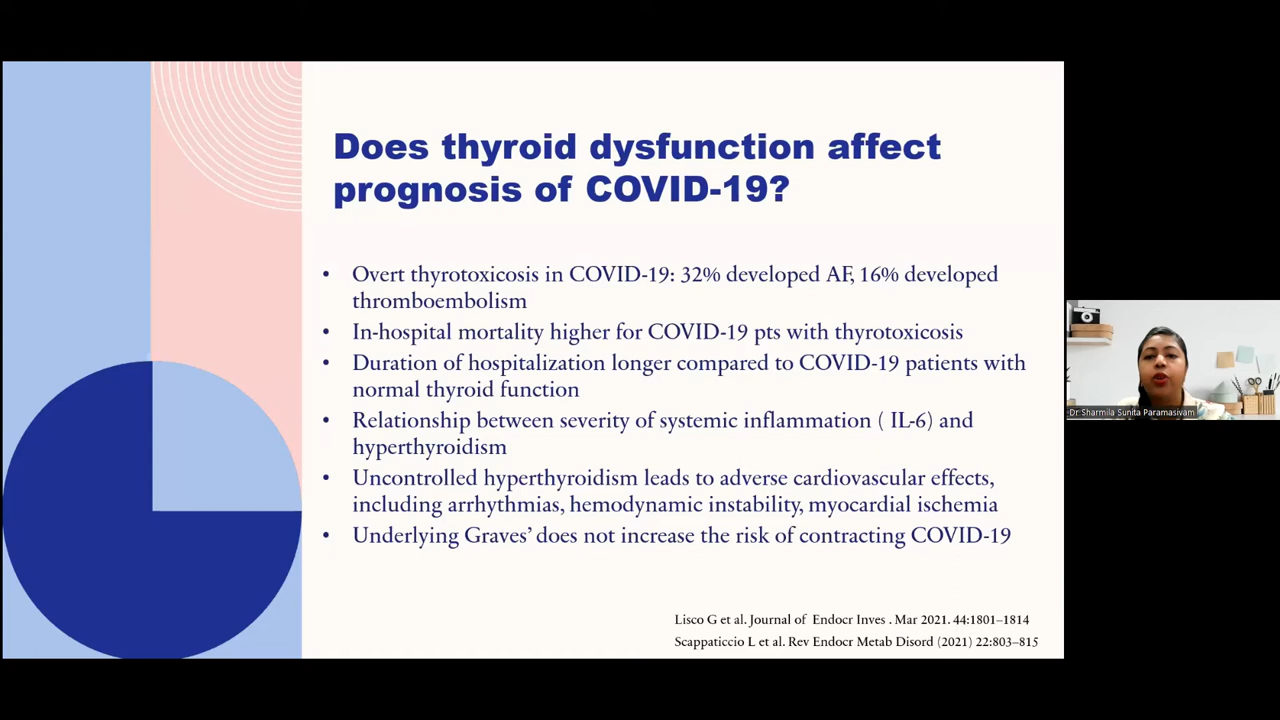 Does thyroid dysfunction affect
prognosis of COVID-19?
• Overt thyrotoxicosis in COVID-19: 32% developed AF, 16% developed
thromboembolism
• In-hospital mortality higher for COVID-19 pts with thyrotoxicosis
• Duration of hospitalization longer compared to COVID-19 patients with
normal thyroid function
• Relationship between severity of systemic inflammation ( IL-6) and
hyperthyroidism
• Uncontrolled hyperthyroidism leads to adverse cardiovascular effects,
including arrhythmias, hemodynamic instability, myocardial ischemia
• Underlying Graves’ does not increase the risk of contracting COVID-19
Lisco G et al. Journal of Endocr Inves . Mar 2021. 44:1801–1814
Scappaticcio L et al. Rev Endocr Metab Disord (2021) 22:803–815
Dr Sharmila Sunita Paramasivam